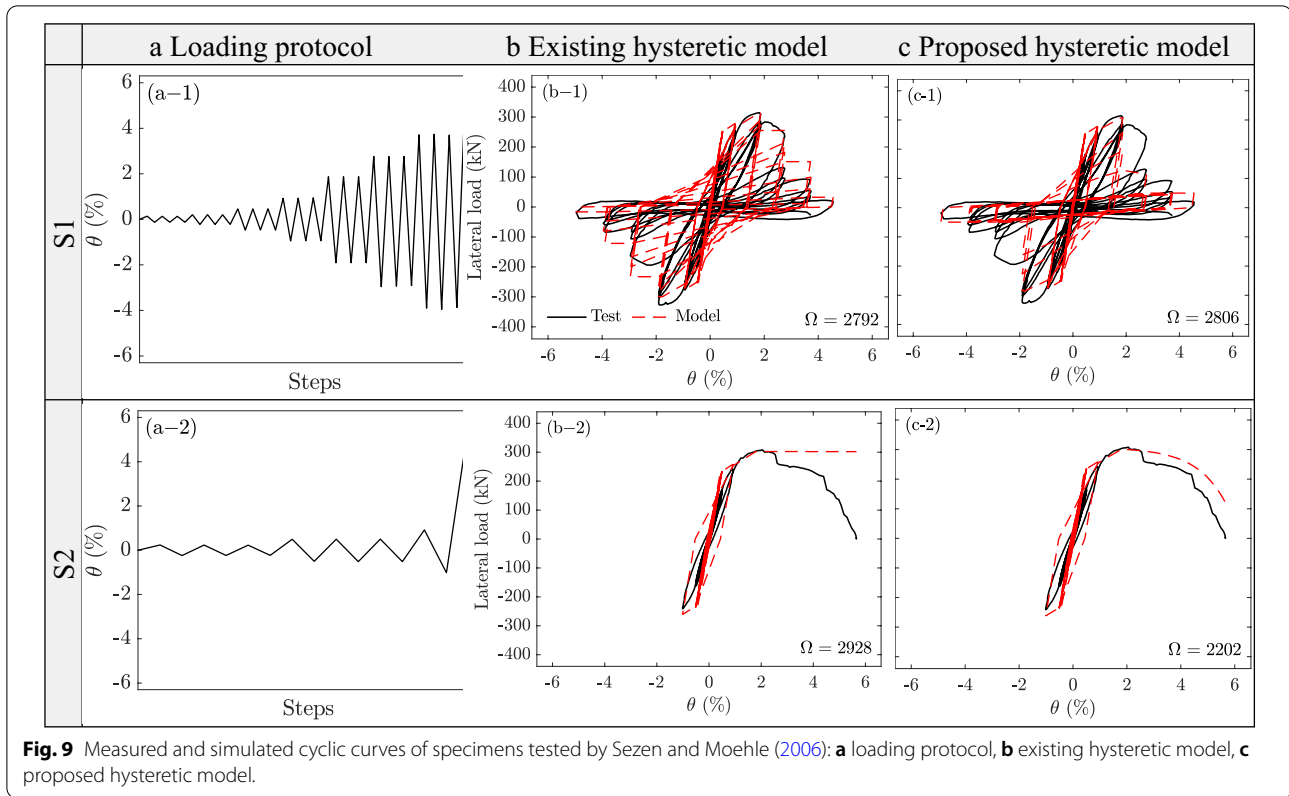 a Loading protocol
b Existing hysteretic model
c Proposed hysteretic model
S1
(a−1)
θ (%)
6
4
2
0
-2
-4
-6
Steps
(b−1)
Lateral load (kN)
400
300
200
100
0
-100
-200
-300
-400
Test
Model
Ω = 2792
-6 -4 -2 0 2 4 6
θ (%)
(c-1)
Ω = 2806
-6 -4 -2 0 2 4 6
θ (%)
S2
(a−2)
θ (%)
6
4
2
0
-2
-4
-6
Steps
(b−2)
Lateral load (kN)
400
300
200
100
0
-100
-200
-300
-400
Ω = 2928
-6 -4 -2 0 2 4 6
θ (%)
(c-2)
Ω = 2202
-6 -4 -2 0 2 4 6
θ (%)
Fig. 9 Measured and simulated cyclic curves of specimens tested by Sezen and Moehle (2006): a loading protocol, b existing hysteretic model, c
proposed hysteretic model.